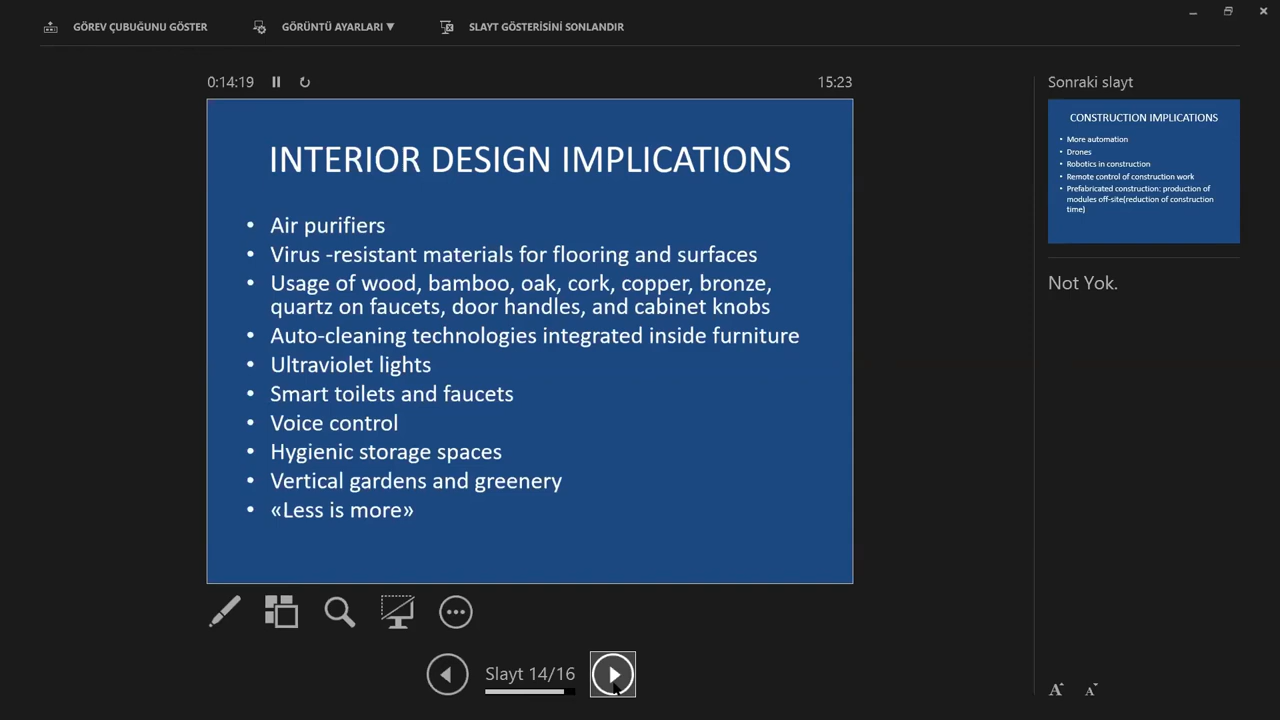 GÖREV ÇUBUĞUNU GÖSTER
GÖRÜNTÜ AYARLARI ▼
SLAYT GÖSTERİSİNİ SONLANDIR
0:14:19
15:23
INTERIOR DESIGN IMPLICATIONS
• Air purifiers
• Virus -resistant materials for flooring and surfaces
• Usage of wood, bamboo, oak, cork, copper, bronze,
quartz on faucets, door handles, and cabinet knobs
• Auto-cleaning technologies integrated inside furniture
• Ultraviolet lights
• Smart toilets and faucets
• Voice control
• Hygienic storage spaces
• Vertical gardens and greenery
• «Less is more»
Slayt 14/16
Sonraki slayt
CONSTRUCTION IMPLICATIONS
• More automation
• Drones
• Robotics in construction
• Remote control of construction work
• Prefabricated construction: production of
modules off-site(reduction of construction
time)
Not Yok.
A A